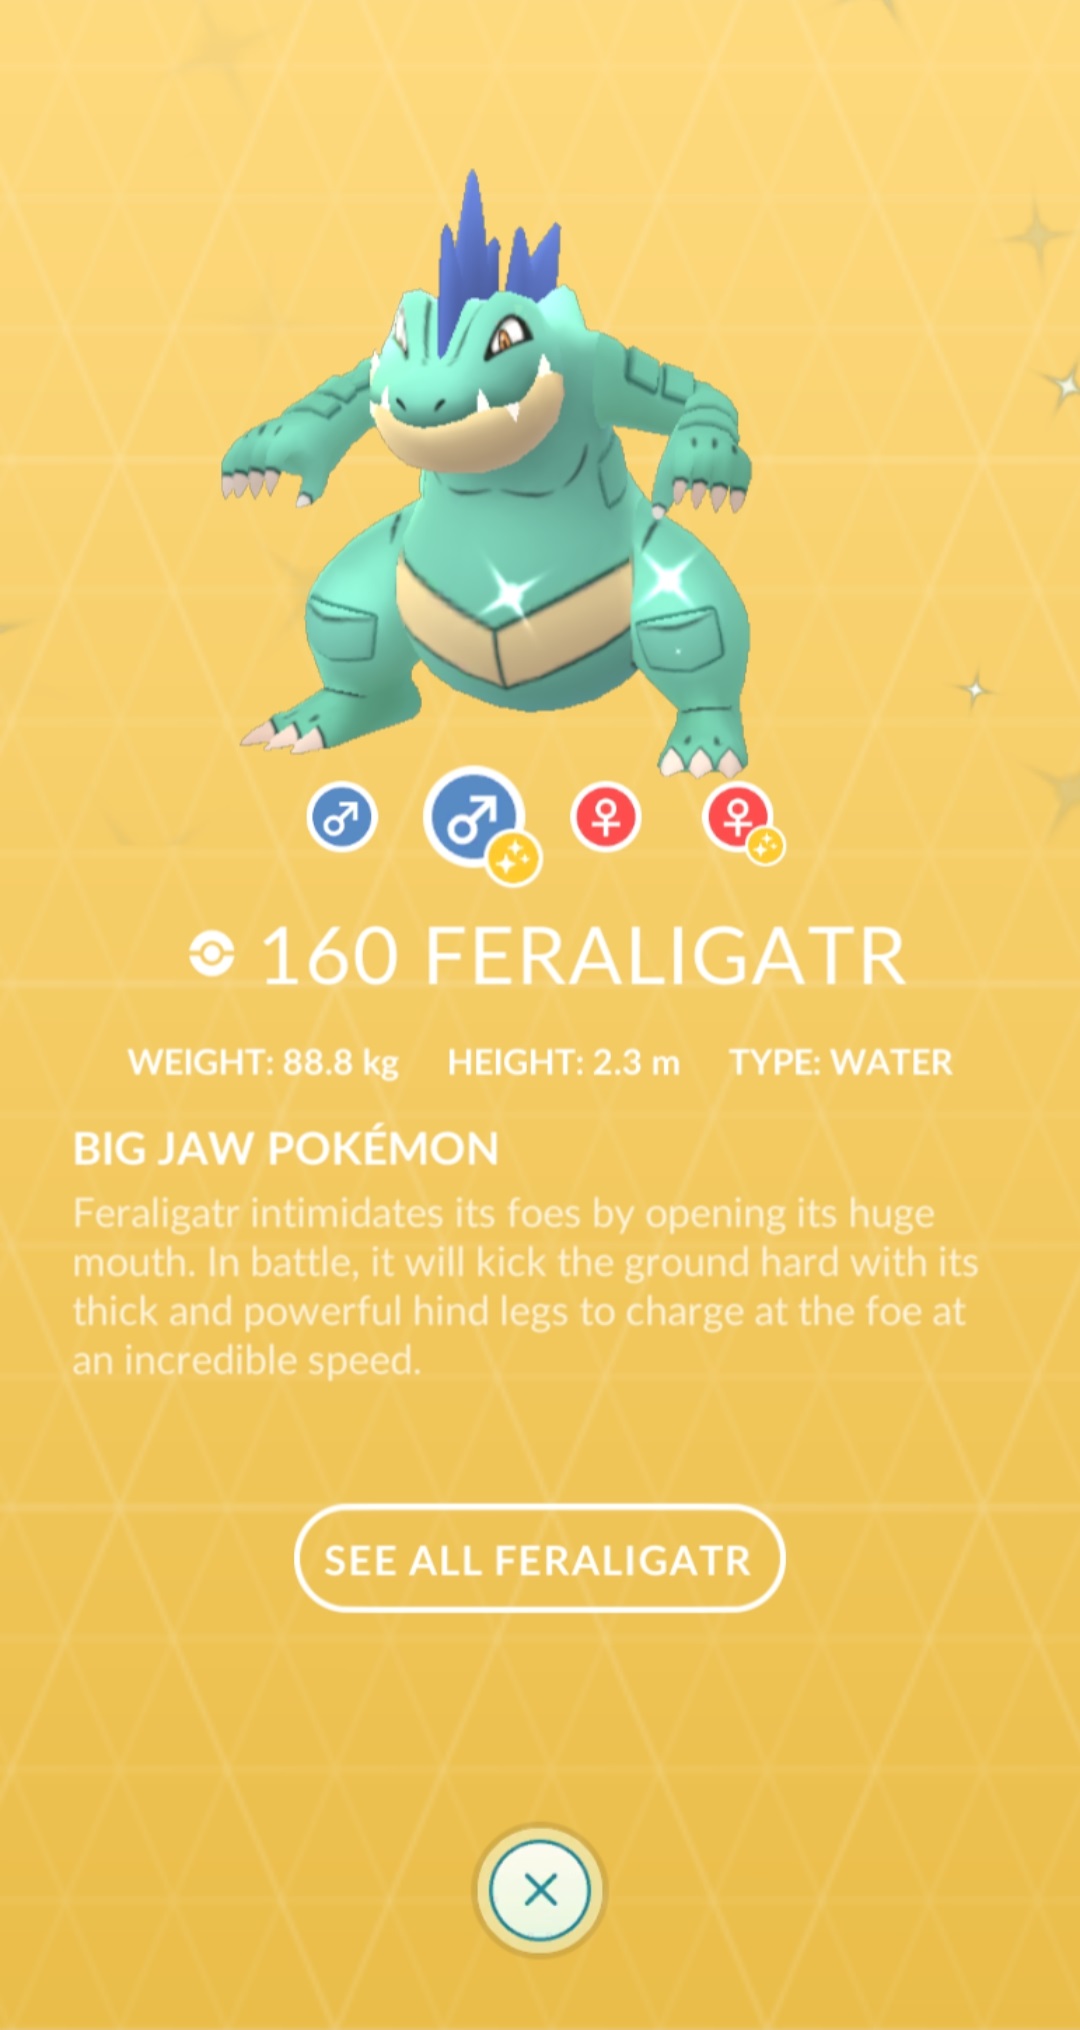 160 FERALIGATR
WEIGHT: 88.8 kg HEIGHT: 2.3 m TYPE: WATER
BIG JAW POKÉMON
Feraligatr intimidates its foes by opening its huge
mouth. In battle, it will kick the ground hard with its
thick and powerful hind legs to charge at the foe at
an incredible speed.
SEE ALL FERALIGATR